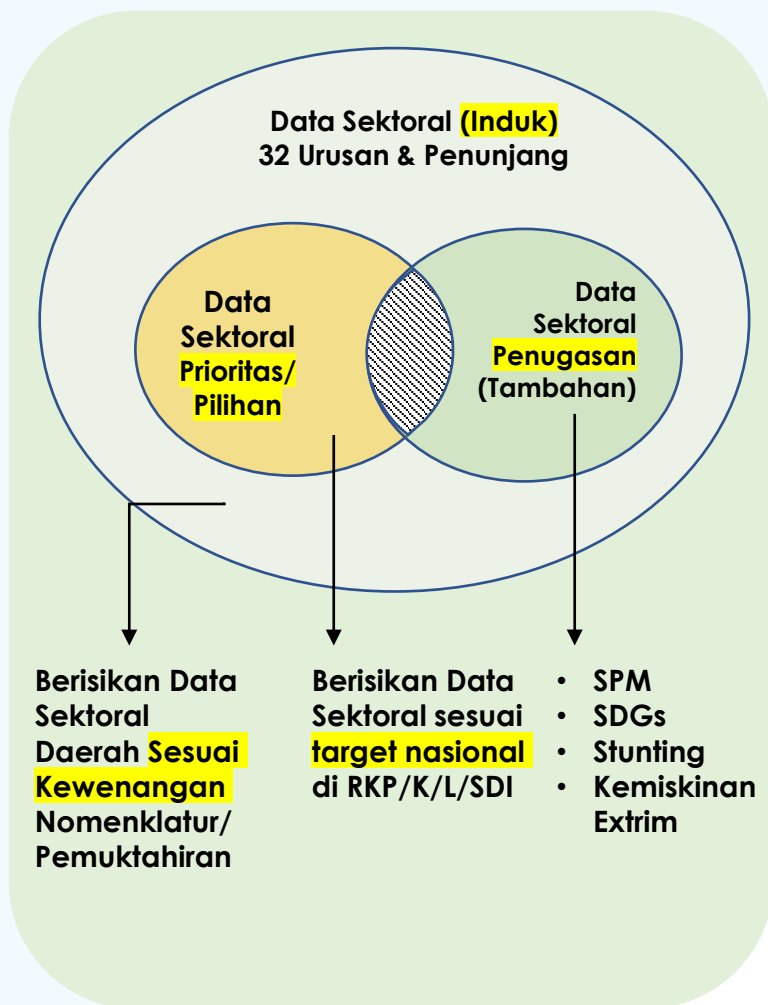 Data Sektoral (Induk)
32 Urusan & Penunjang
Data
Sektoral
Prioritas/
Pilihan
Data
Sektoral
Penugasan
(Tambahan)
Berisikan Data
Sektoral
Daerah Sesuai
Kewenangan
Nomenklatur/
Pemuktahiran
Berisikan Data
Sektoral sesuai
target nasional
di RKP/K/L/SDI
• SPM
• SDGs
• Stunting
• Kemiskinan
Extrim